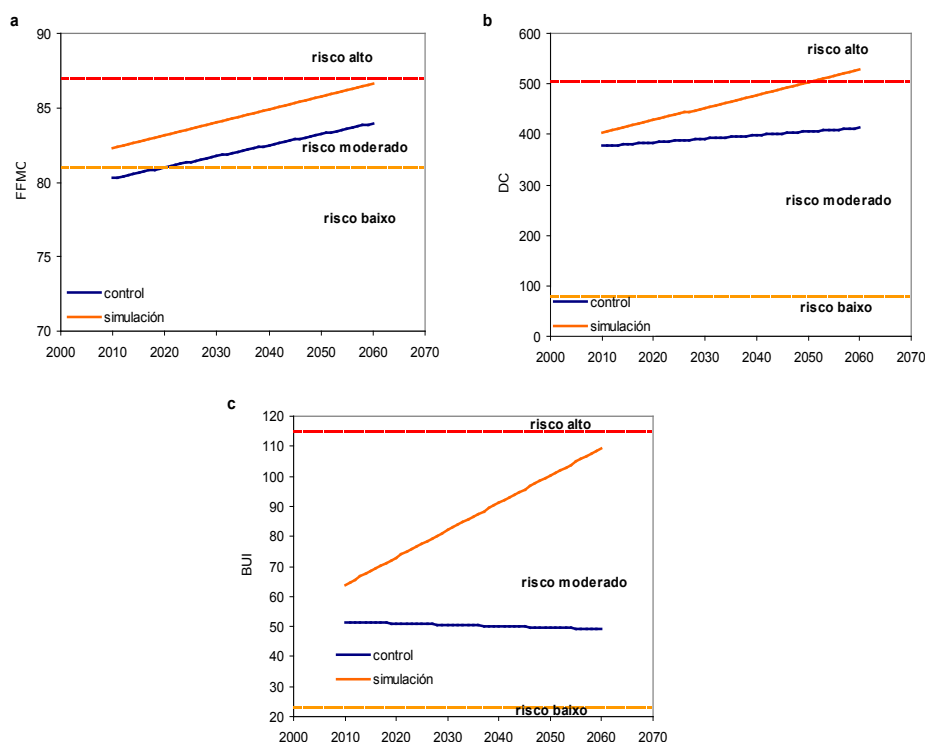 a
90
85
80
75
70
FFMC
risco alto
risco moderado
risco baixo
control
simulación
2000 2010 2020 2030 2040 2050 2060 2070
b
600
500
400
300
200
100
0
DC
risco alto
risco moderado
risco baixo
control
simulación
2000 2010 2020 2030 2040 2050 2060 2070
c
120
110
100
90
80
70
60
50
40
30
20
BUI
risco alto
risco moderado
control
simulación
risco baixo
2000 2010 2020 2030 2040 2050 2060 2070